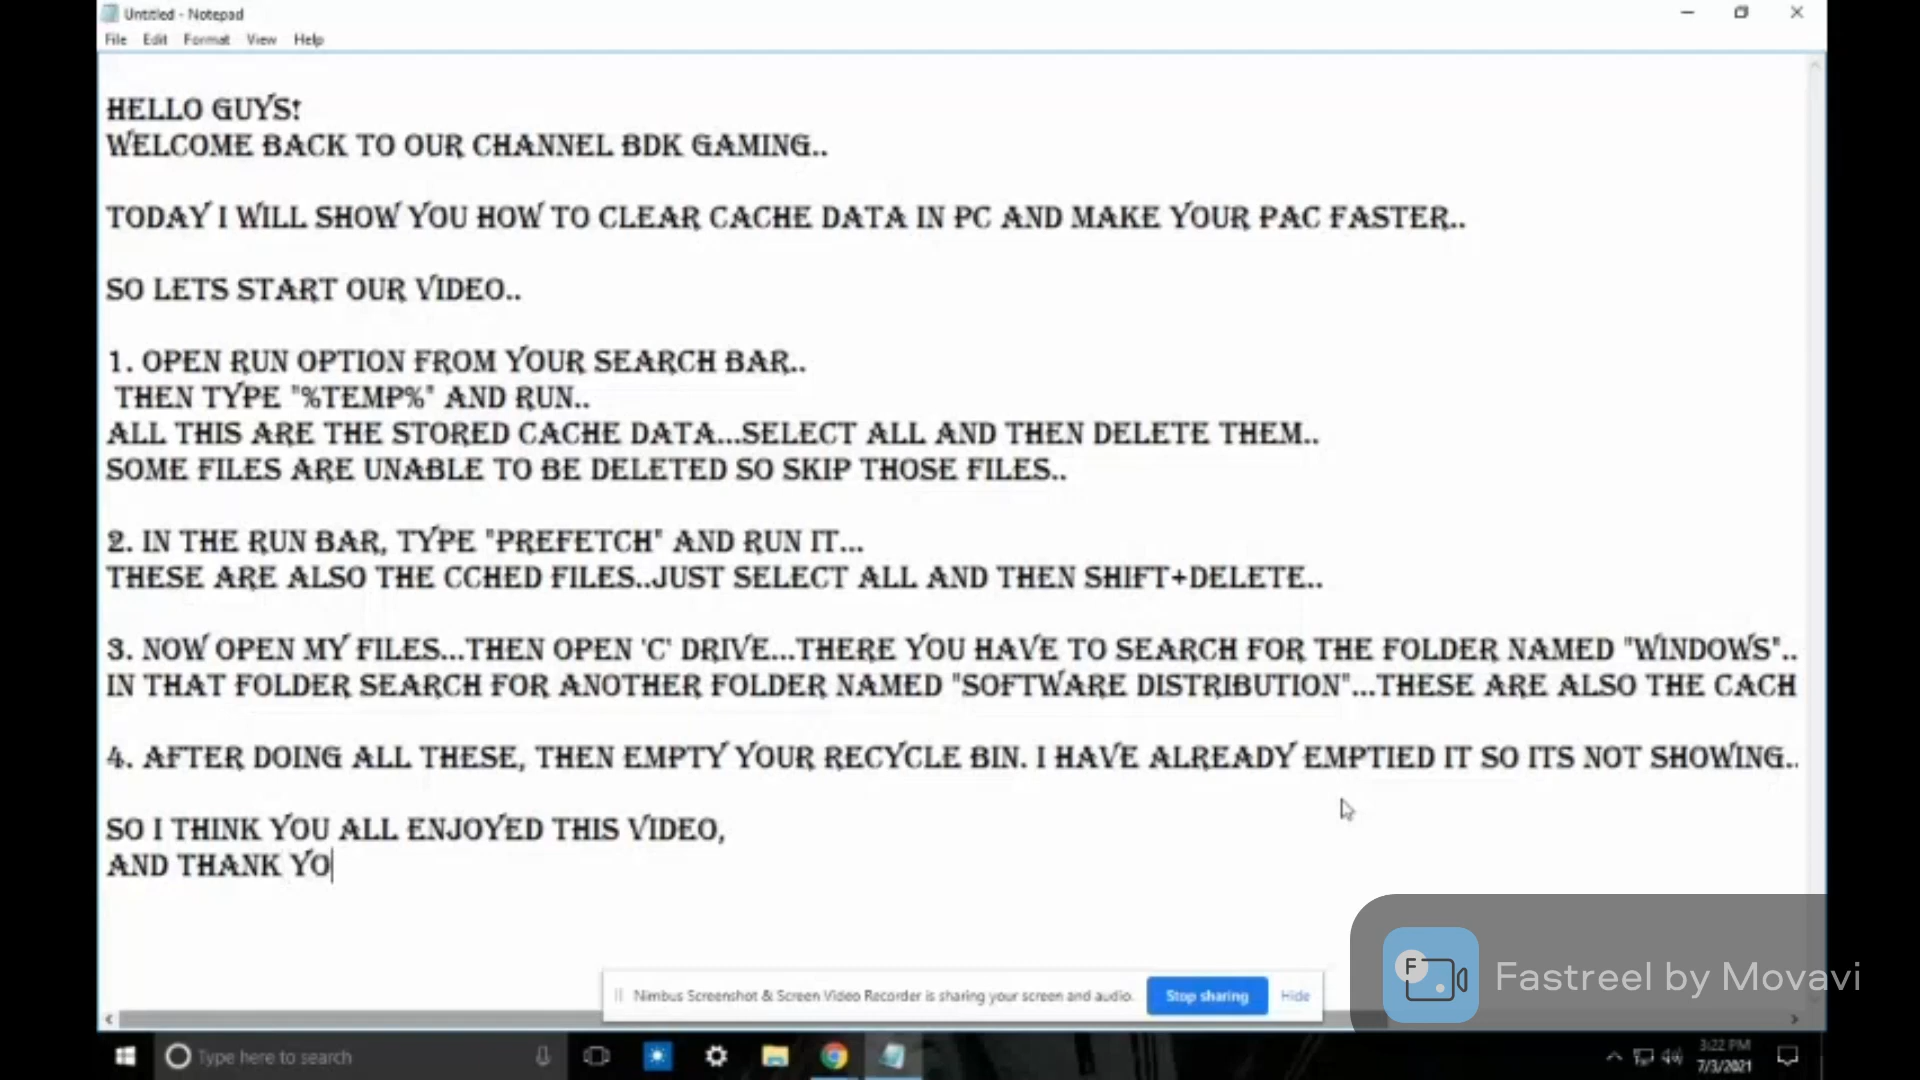 Untitled - Notepad
File Edit Format View Help
HELLO GUYS!
WELCOME BACK TO OUR CHANNEL BDK GAMING..
TODAY I WILL SHOW YOU HOW TO CLEAR CACHE DATA IN PC AND MAKE YOUR PAC FASTER..
SO LETS START OUR VIDEO..
1. OPEN RUN OPTION FROM YOUR SEARCH BAR..
THEN TYPE "%TEMP%" AND RUN..
ALL THIS ARE THE STORED CACHE DATA...SELECT ALL AND THEN DELETE THEM..
SOME FILES ARE UNABLE TO BE DELETED SO SKIP THOSE FILES..
2. IN THE RUN BAR, TYPE "PREFETCH" AND RUN IT...
THESE ARE ALSO THE CCHED FILES..JUST SELECT ALL AND THEN SHIFT+DELETE..
3. NOW OPEN MY FILES...THEN OPEN 'C' DRIVE...THERE YOU HAVE TO SEARCH FOR THE FOLDER NAMED "WINDOWS"..
IN THAT FOLDER SEARCH FOR ANOTHER FOLDER NAMED "SOFTWARE DISTRIBUTION"...THESE ARE ALSO THE CACH
4. AFTER DOING ALL THESE, THEN EMPTY YOUR RECYCLE BIN. I HAVE ALREADY EMPTIED IT SO ITS NOT SHOWING..
SO I THINK YOU ALL ENJOYED THIS VIDEO,
AND THANK YO
Nimbus Screenshot & Screen Video Recorder is sharing your screen and audio. Stop sharing Hide
F Fastreel by Movavi
Type here to search
3:22 PM
7/3/2021